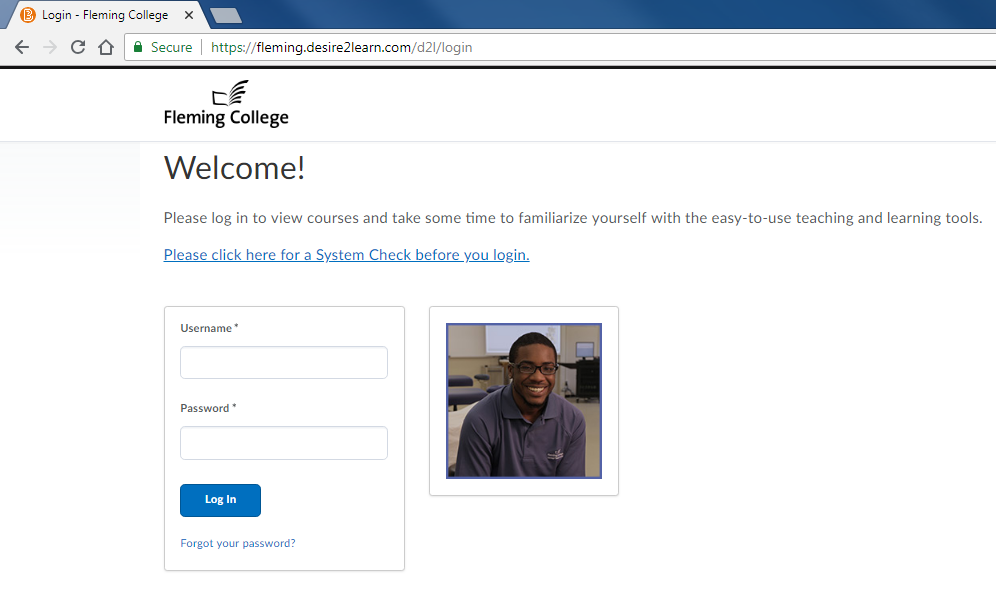 Login - Fleming College
Secure https://fleming.desire2learn.com/d2l/login
Fleming College
Welcome!
Please log in to view courses and take some time to familiarize yourself with the easy-to-use teaching and learning tools.
Please click here for a System Check before you login.
Username *
Password *
Log In
Forgot your password?